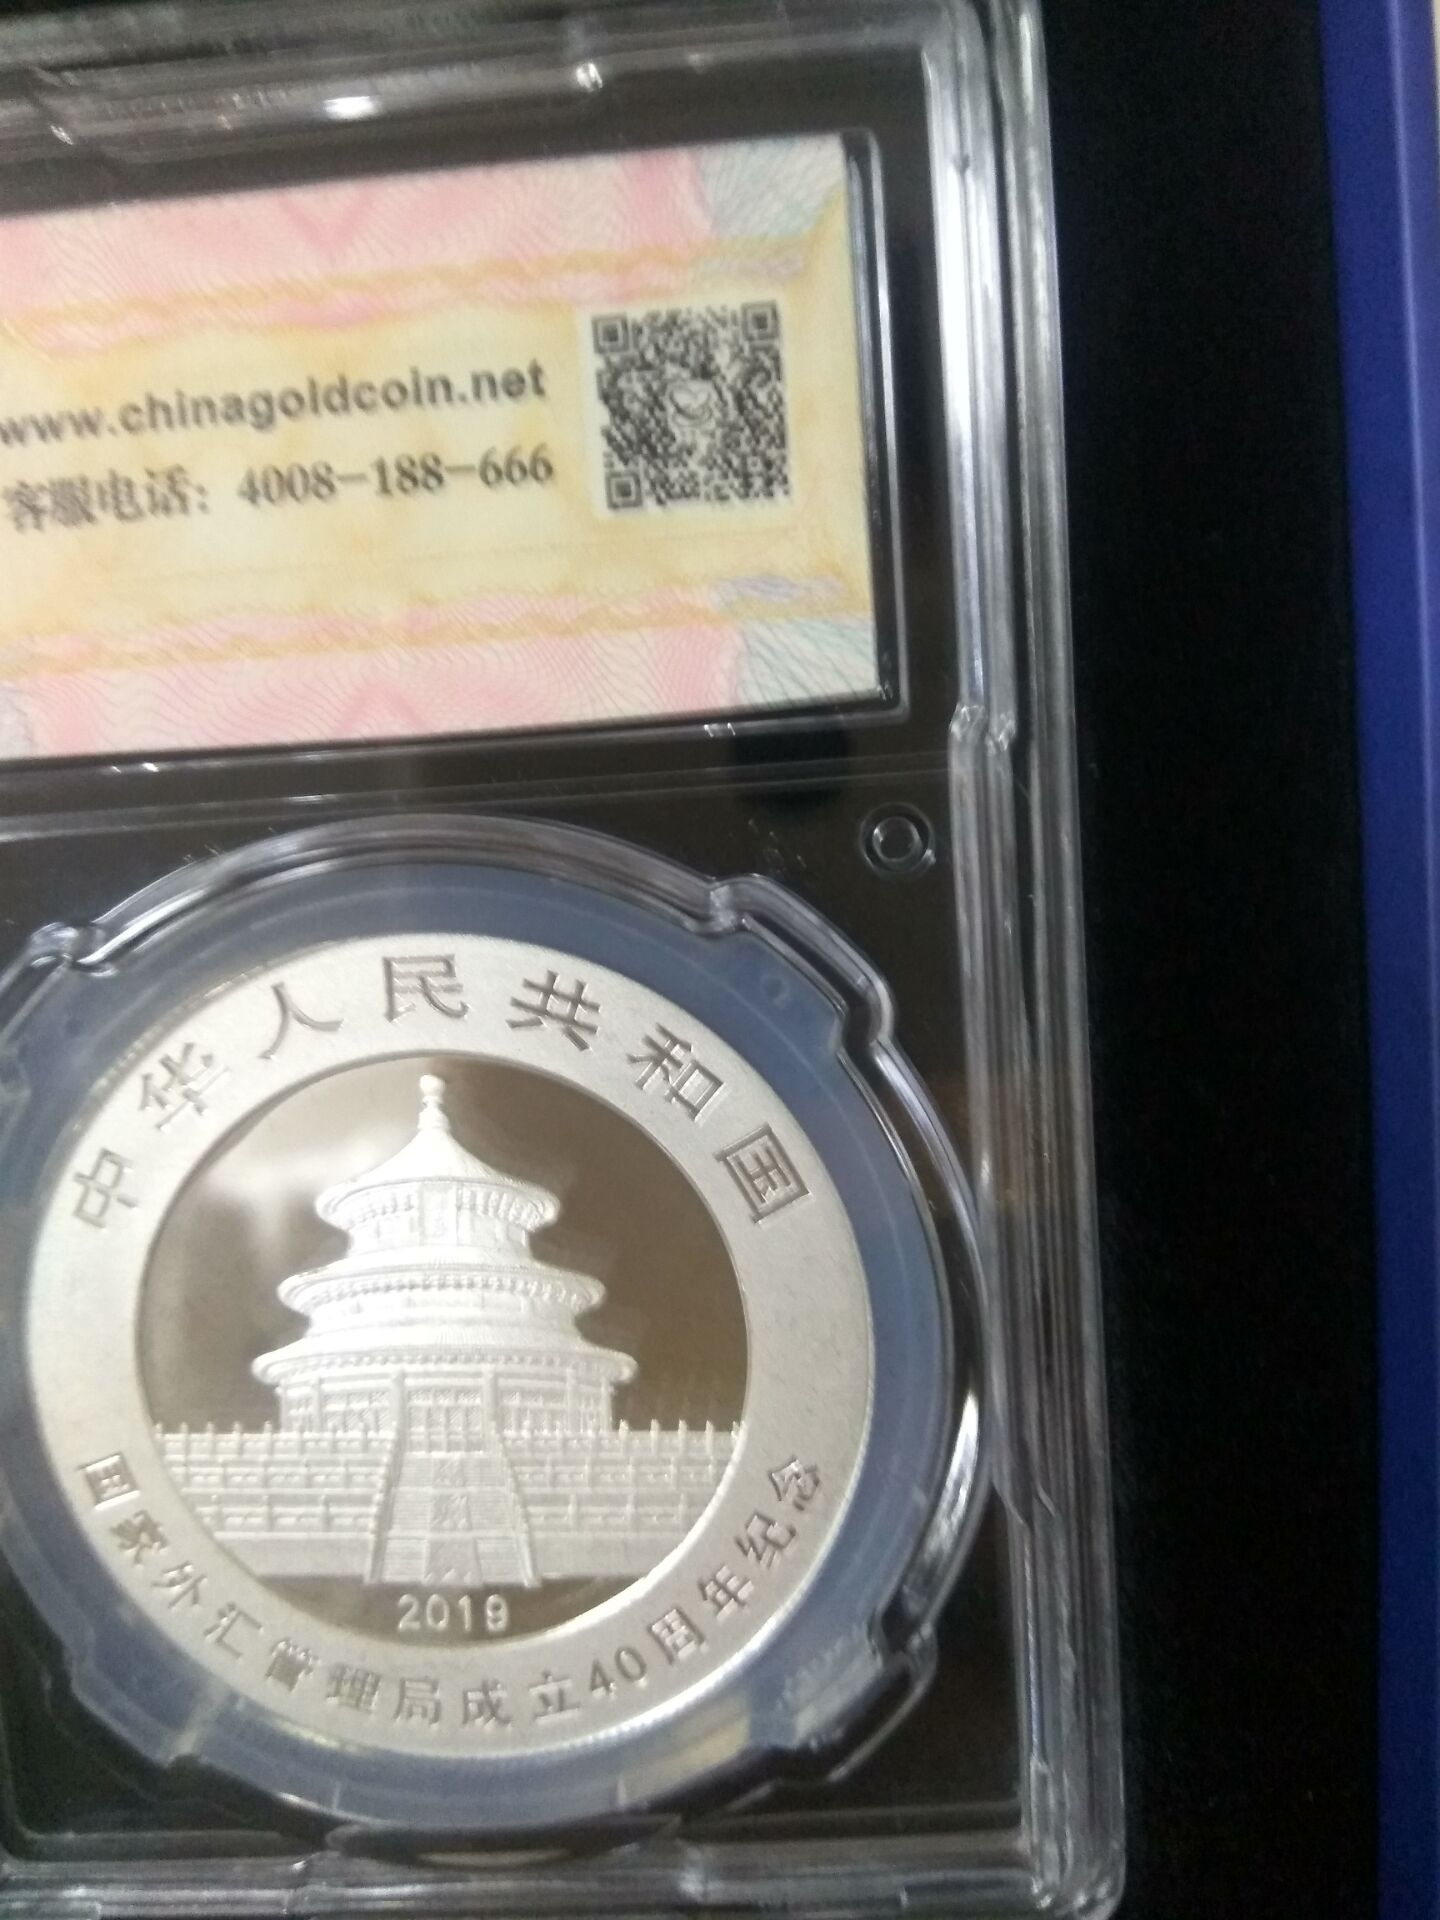 www.chinagoldcoin.net
客服电话：4008-188-666
中华人民共和国
2019
国家外汇管理局成立40周年纪念